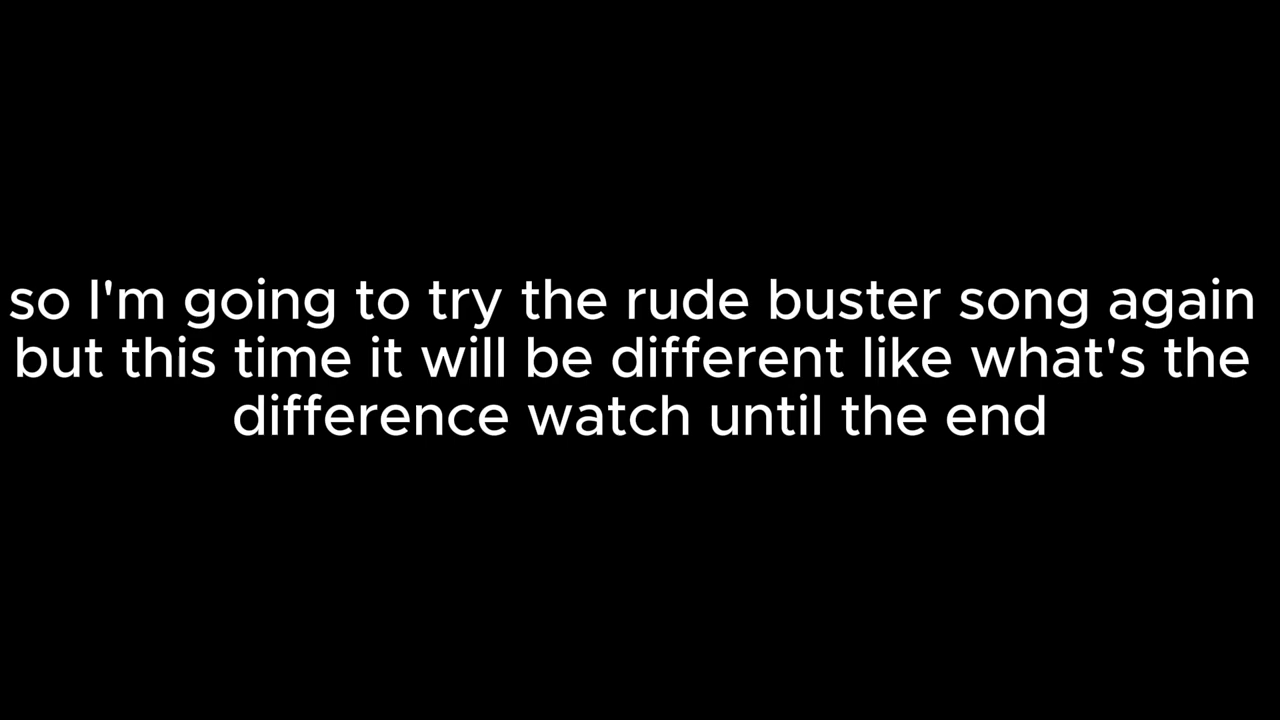 so I'm going to try the rude buster song again
but this time it will be different like what's the
difference watch until the end